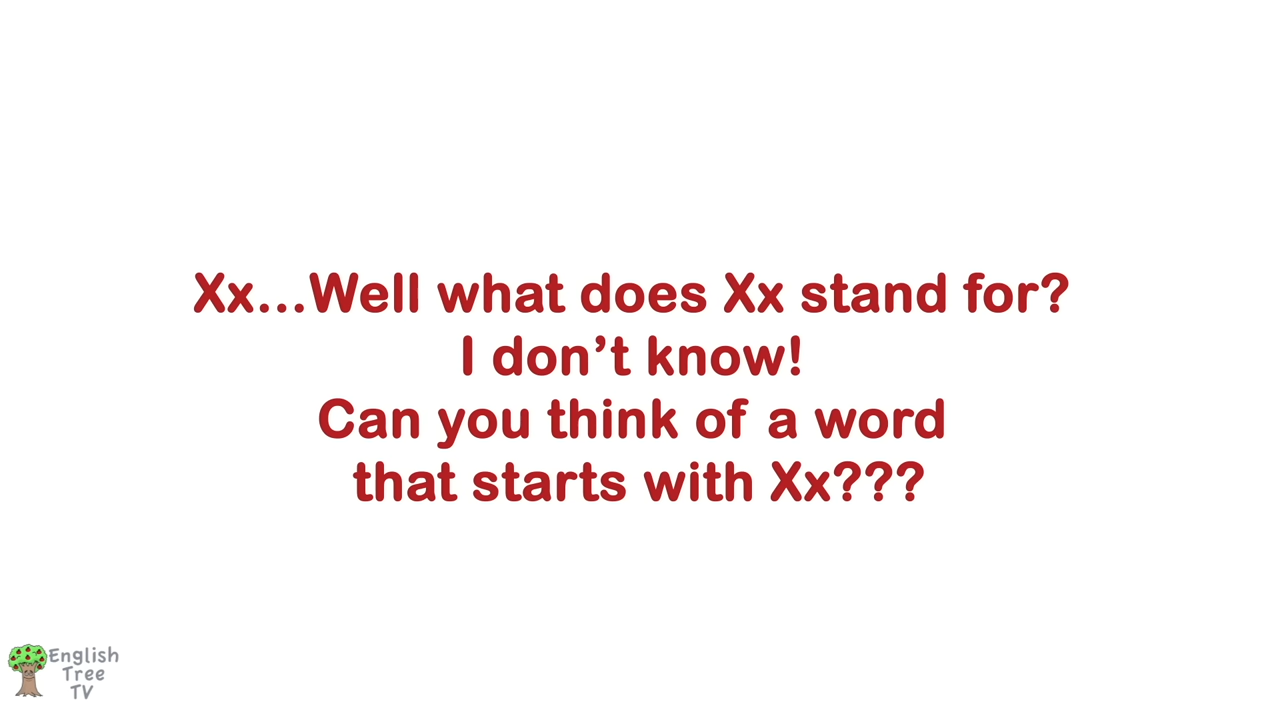 Xx...Well what does Xx stand for?
I don’t know!
Can you think of a word
that starts with Xx???
English
Tree
TV